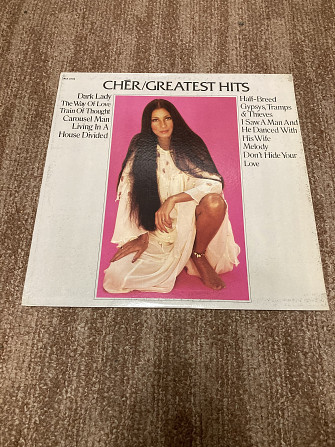 CHĒR/GREATEST HITS
Dark Lady
The Way Of Love
Train Of Thought
Carousel Man
Living In A
House Divided
Half-Breed
Gypsys, Tramps
& Thieves
I Saw A Man And
He Danced With
His Wife
Melody
Don't Hide Your
Love